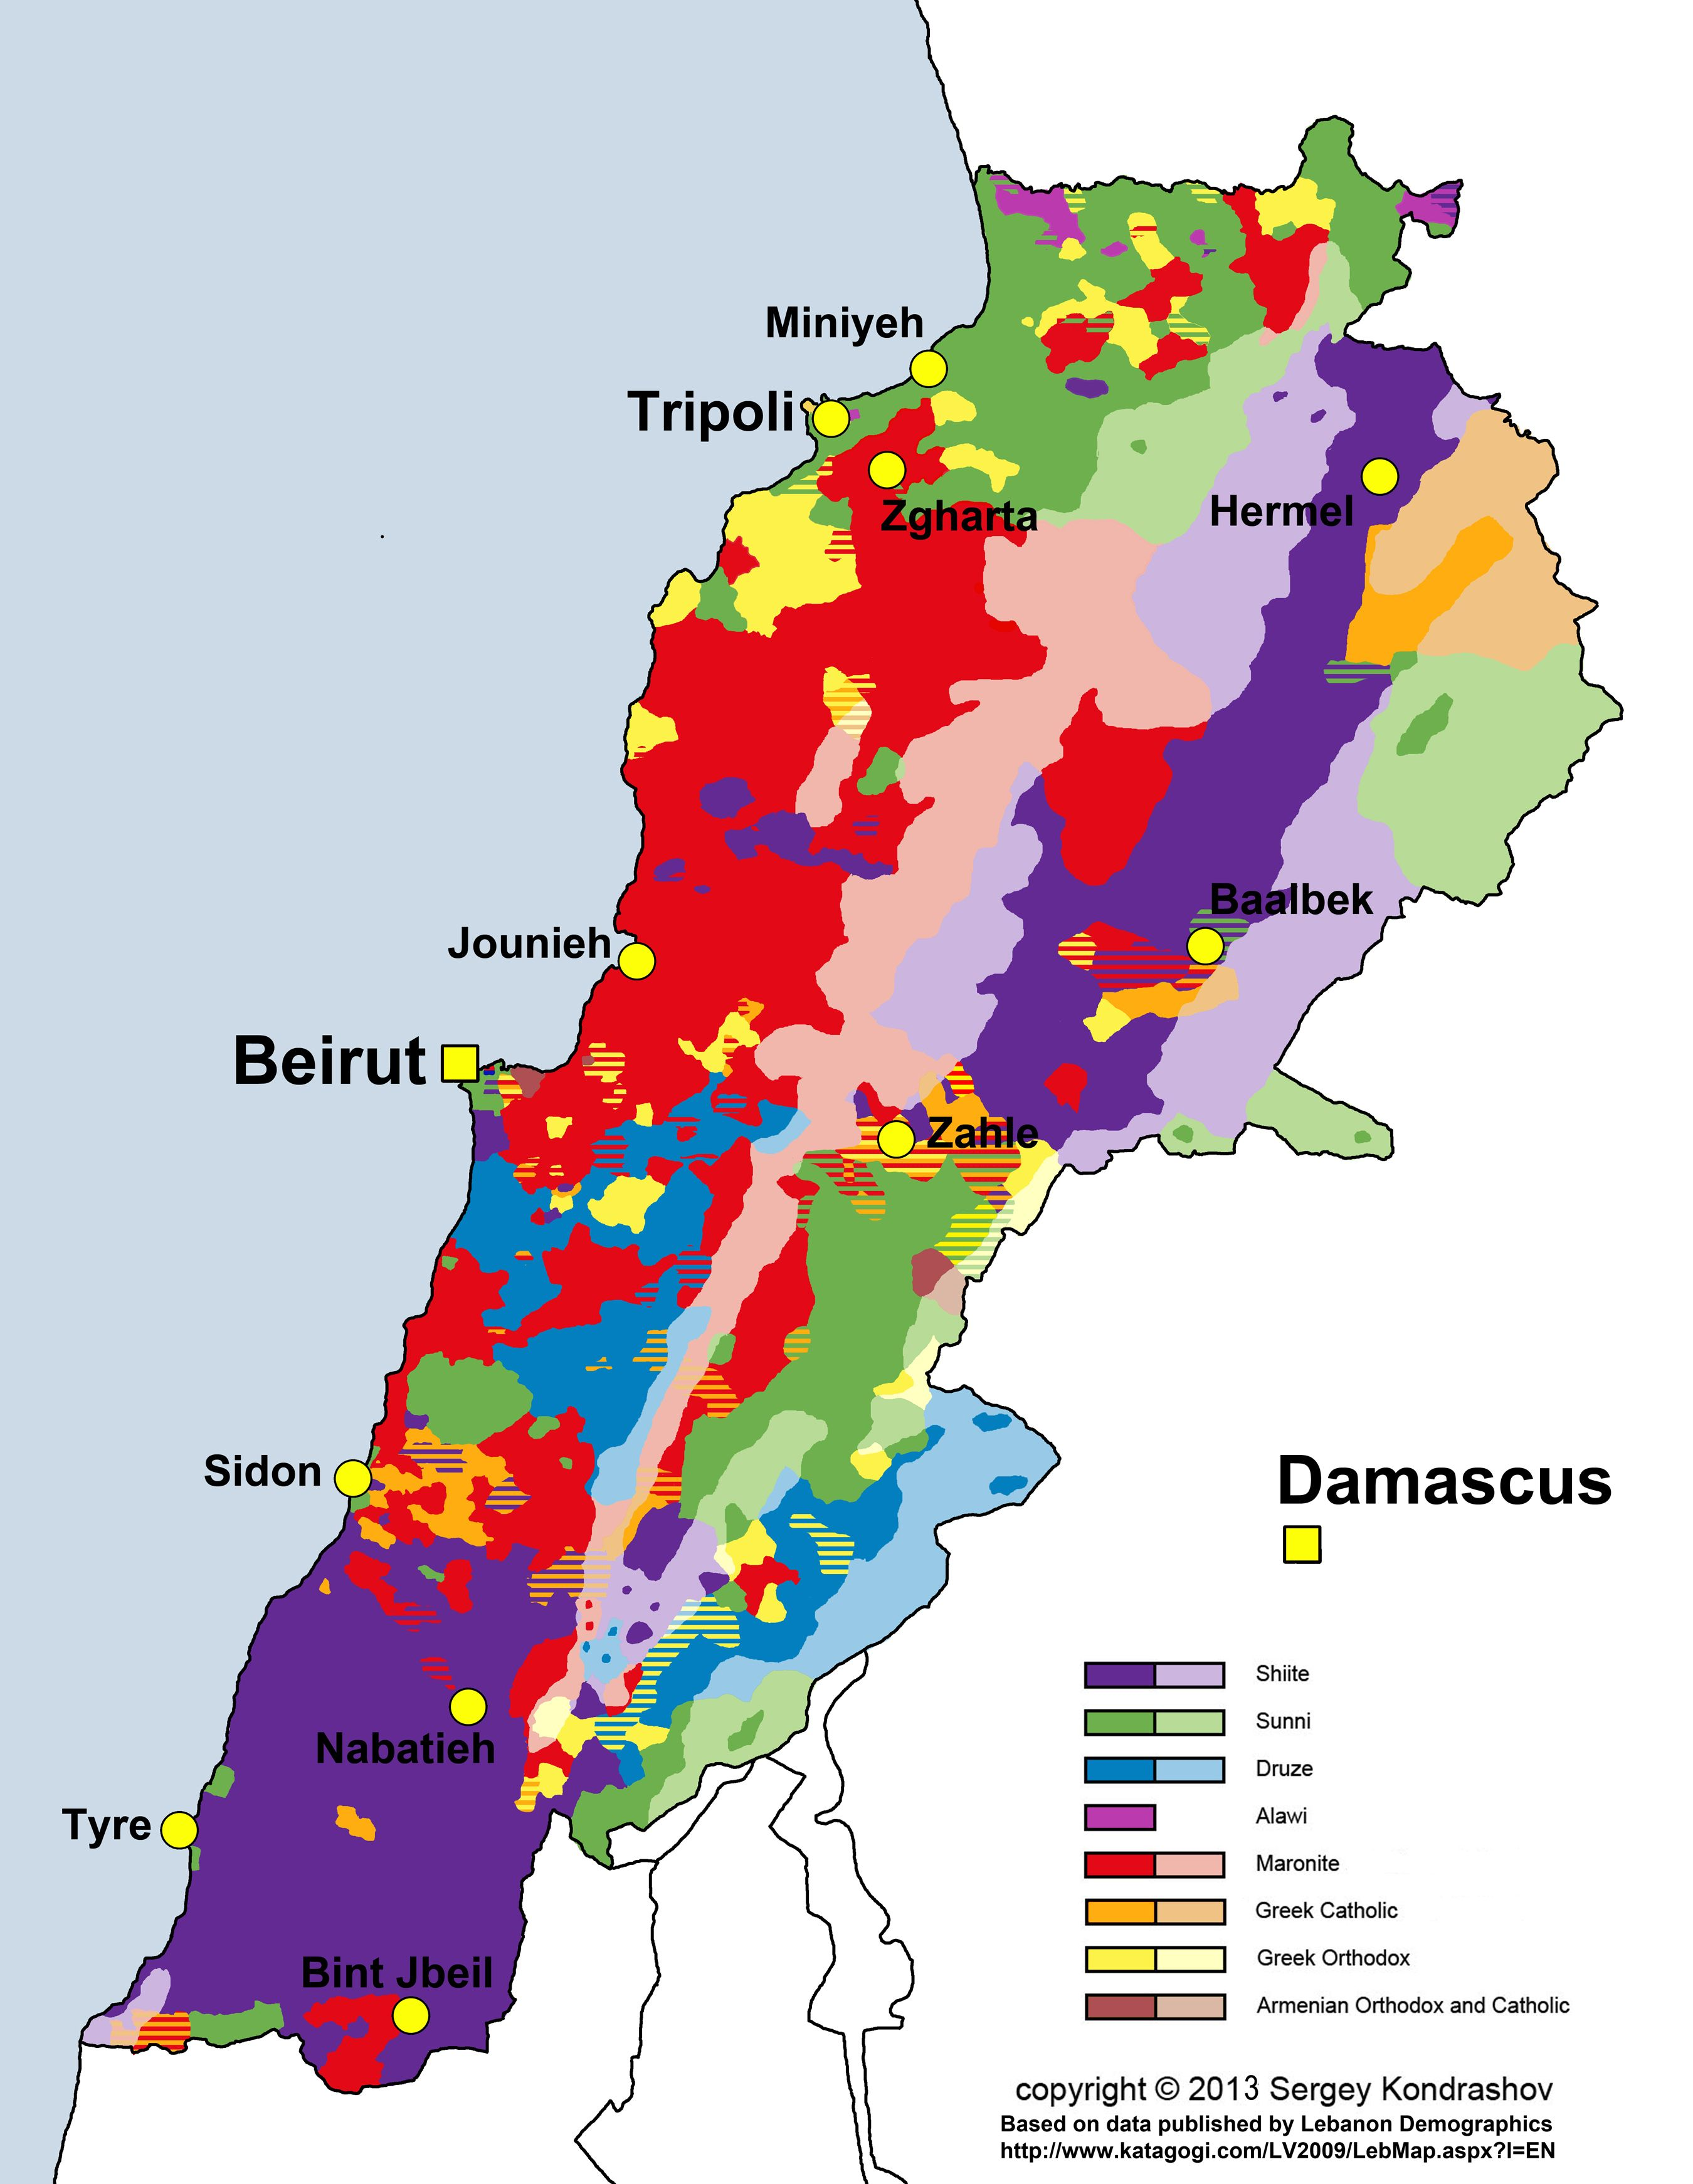 Miniyeh
Tripoli
Zgharta
Hermel
Baalbek
Jounieh
Beirut
Zahle
Sidon
Damascus
Nabatieh
Tyre
Bint Jbeil
Shiite
Sunni
Druze
Alawi
Maronite
Greek Catholic
Greek Orthodox
Armenian Orthodox and Catholic
copyright © 2013 Sergey Kondrashov
Based on data published by Lebanon Demographics
http://www.katagogi.com/LV2009/LebMap.aspx?l=EN